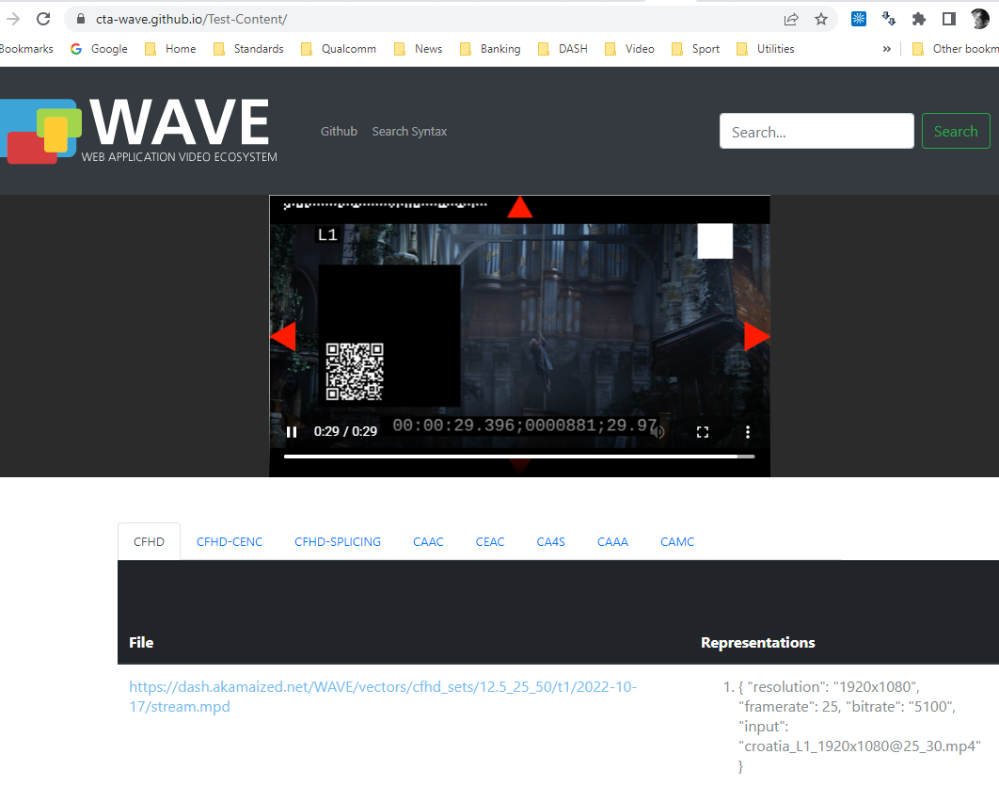 cta-wave.github.io/Test-Content/
Bookmarks Google Home Standards Qualcomm News Banking DASH Video Sport Utilities » Other bookm
WAVE
WEB APPLICATION VIDEO ECOSYSTEM
Github Search Syntax Search... Search
L1
00:00:29.396;0000881;29.97
0:29 / 0:29
CFHD CFHD-CENC CFHD-SPLICING CAAC CEAC CA4S CAAA CAMC
File Representations
https://dash.akamaized.net/WAVE/vectors/cfhd_sets/12.5_25_50/t1/2022-10-
17/stream.mpd
1. { "resolution": "1920x1080",
"framerate": 25, "bitrate": "5100",
"input":
"croatia_L1_1920x1080@25_30.mp4"
}